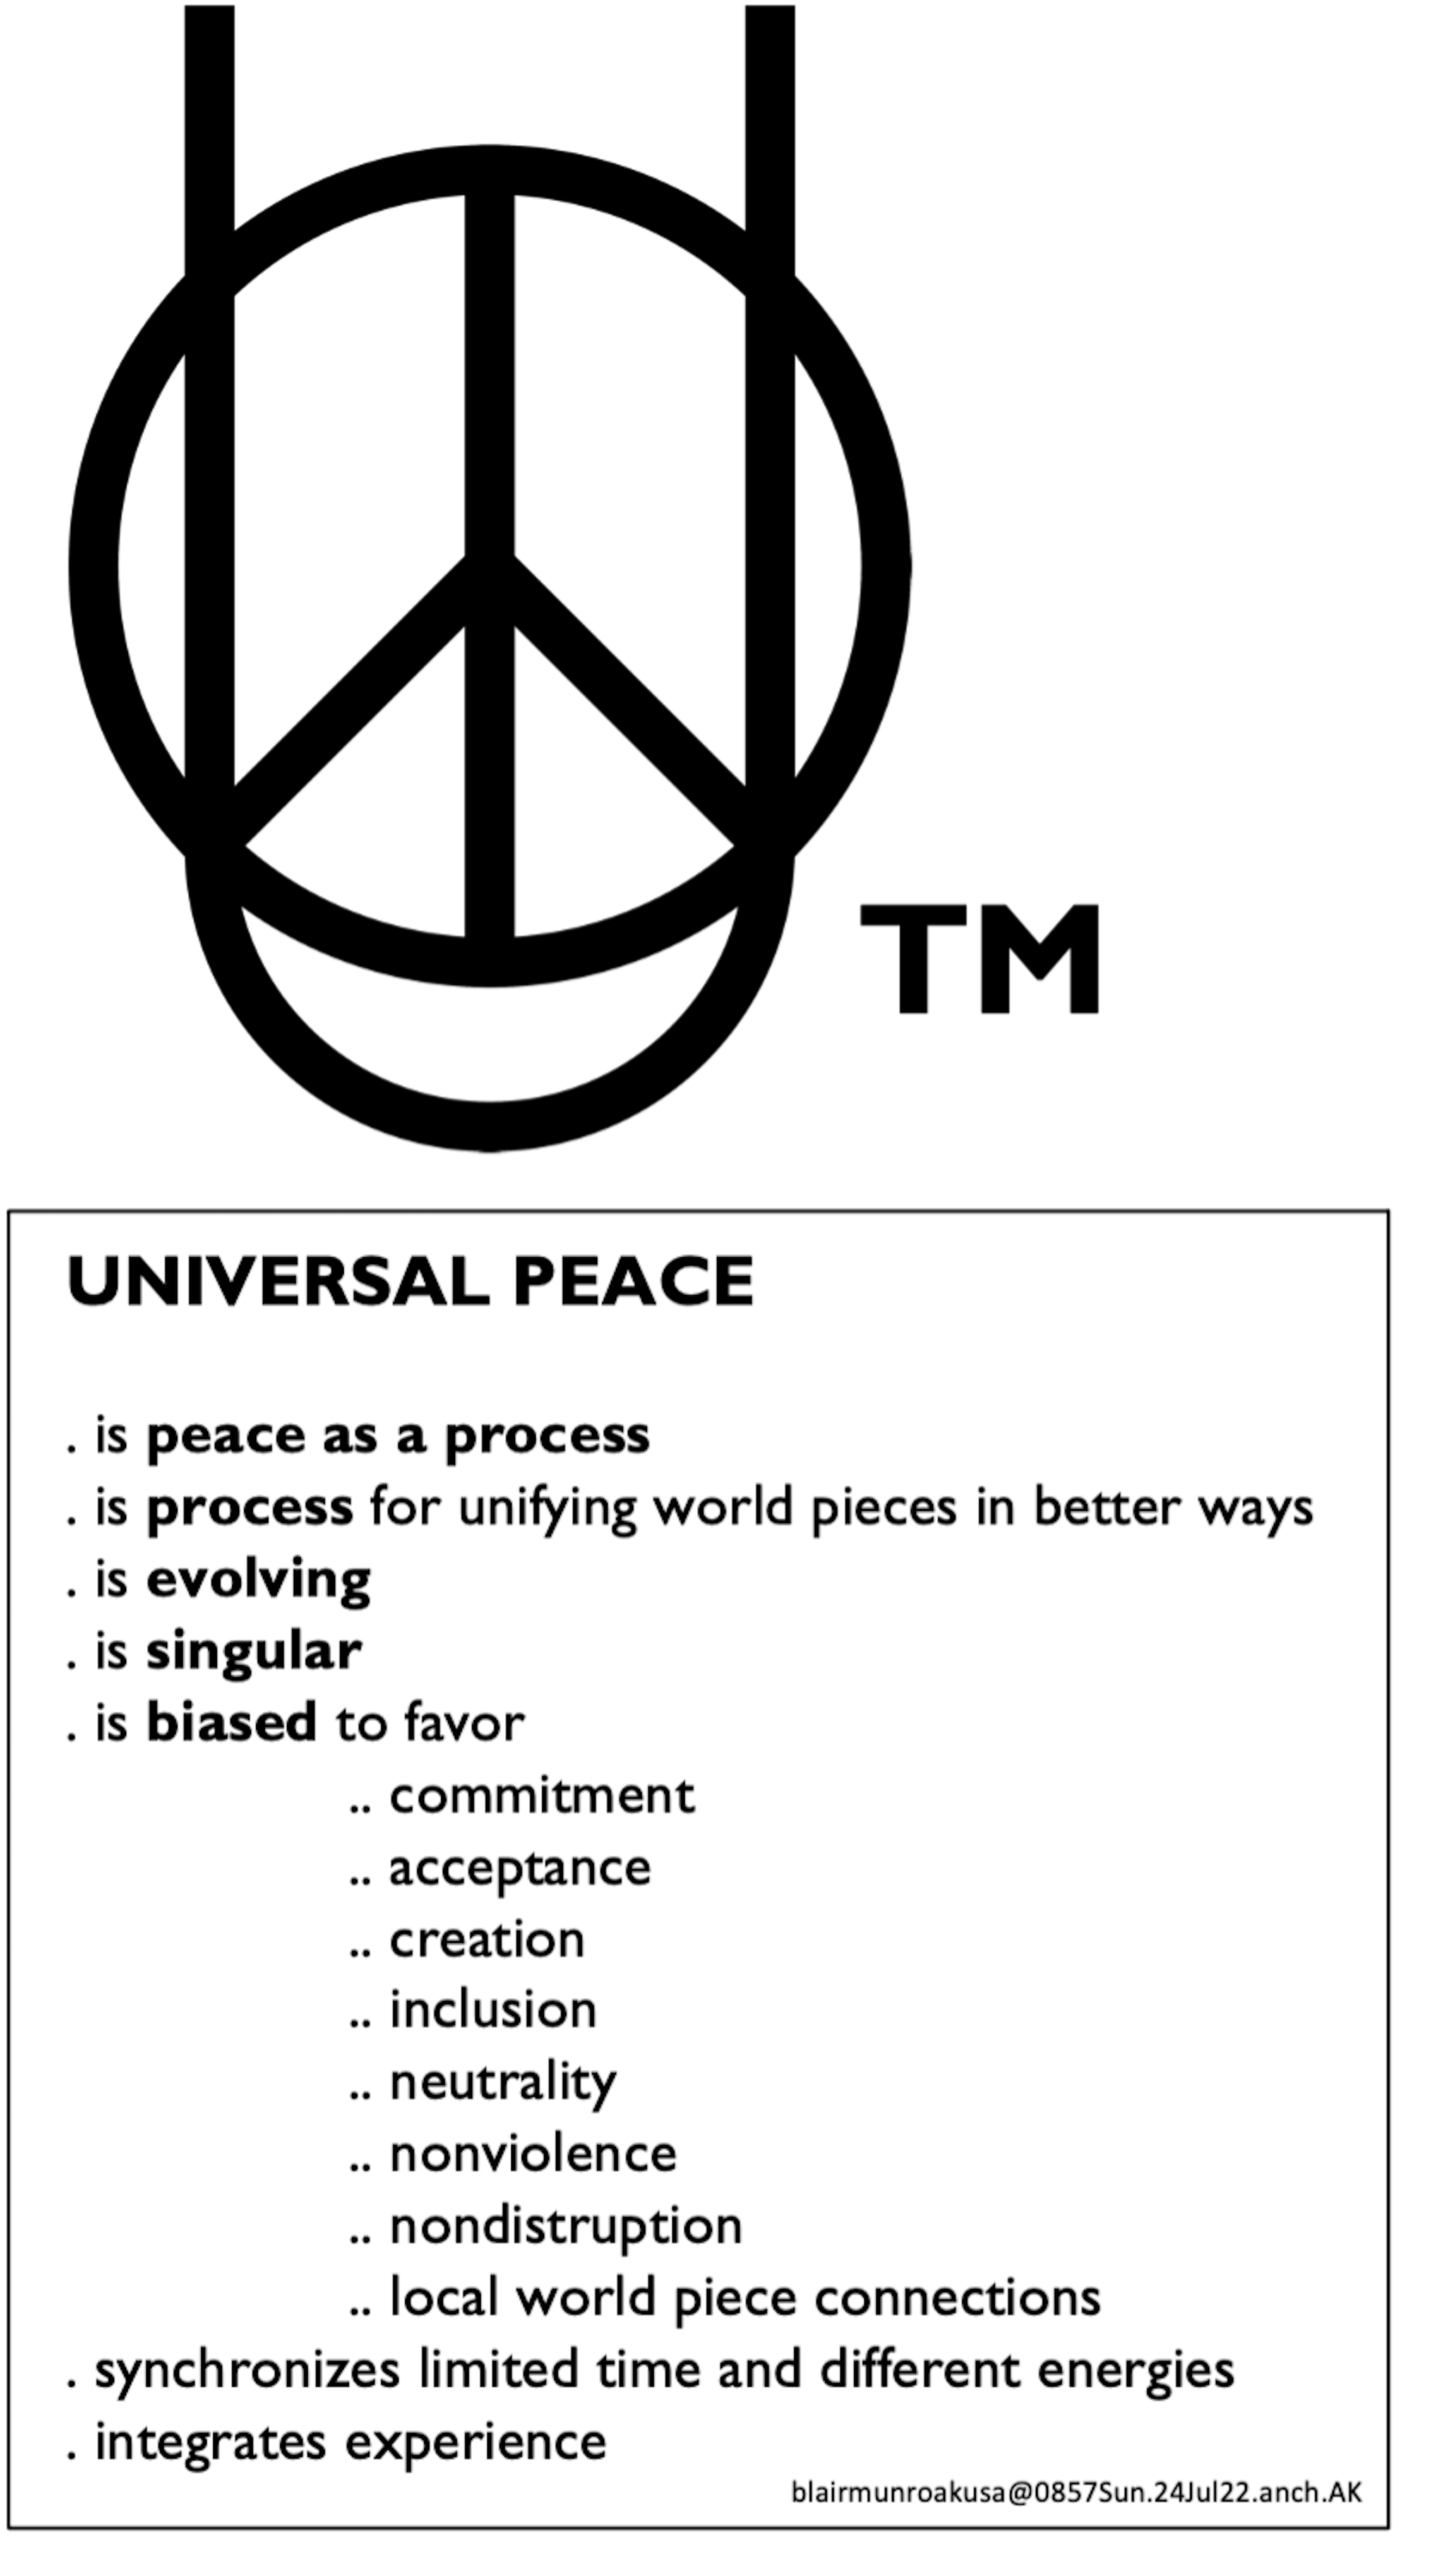 TM
UNIVERSAL PEACE
. is peace as a process
. is process for unifying world pieces in better ways
. is evolving
. is singular
. is biased to favor
.. commitment
.. acceptance
.. creation
.. inclusion
.. neutrality
.. nonviolence
.. nondistruption
.. local world piece connections
. synchronizes limited time and different energies
. integrates experience
blairmunroakusa@0857Sun.24Jul22.anch.AK